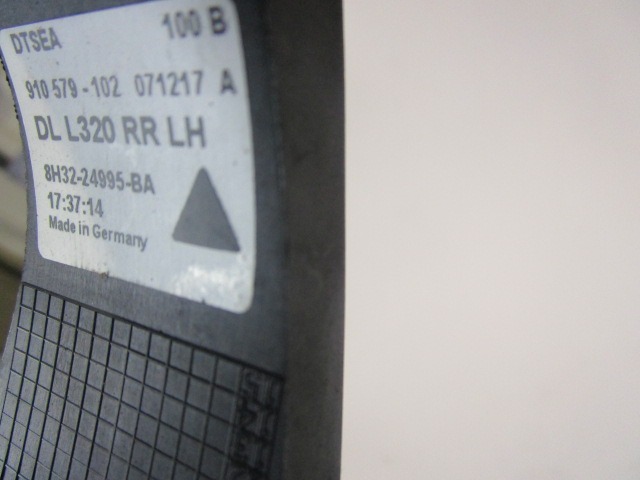 DTSEA 100 B
910 579-102 071217 A
DL L320 RR LH
8H32-24995-BA
17:37:14
Made in Germany